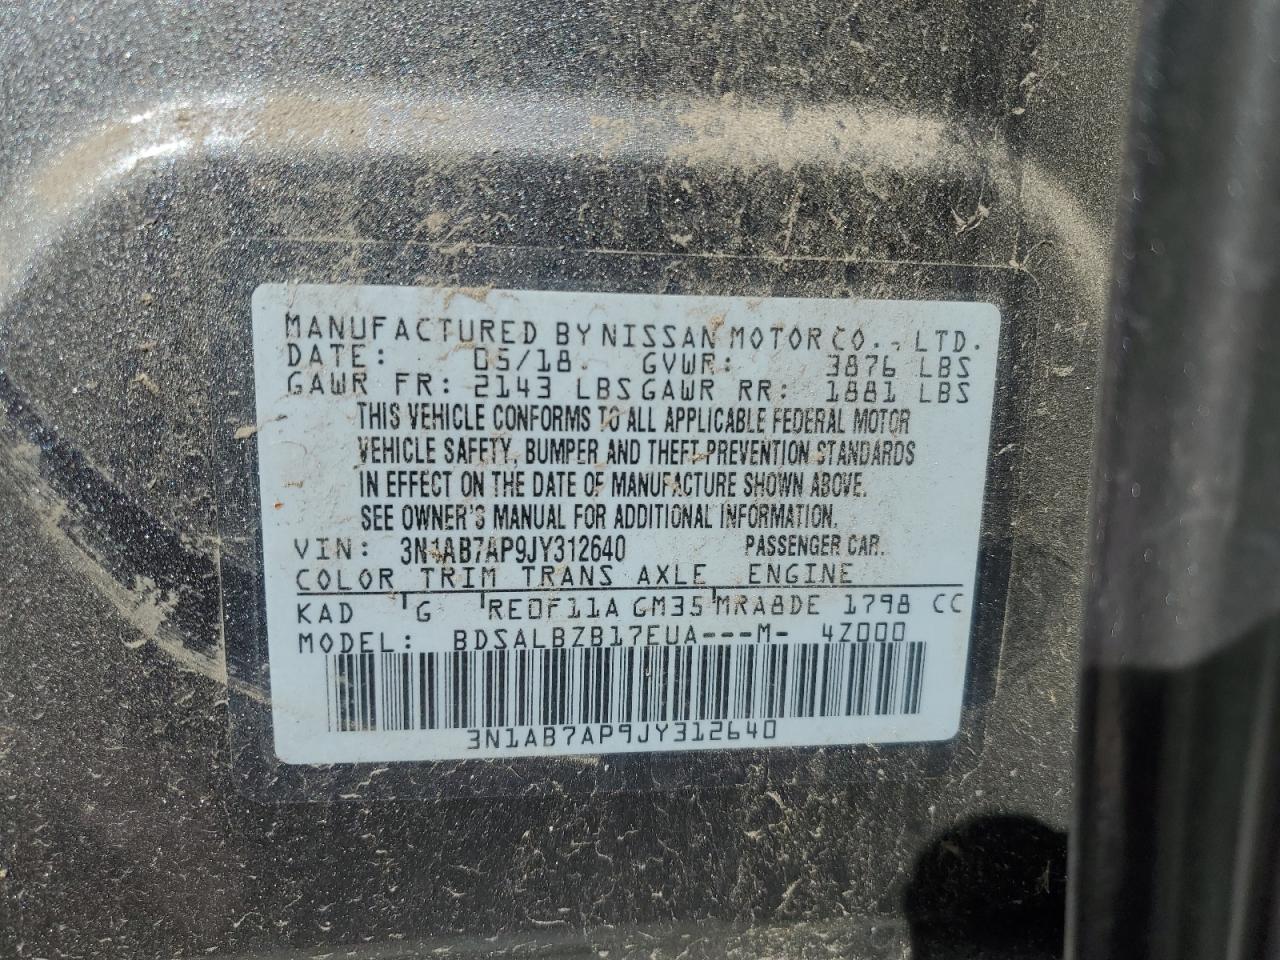 MANUFACTURED BY NISSAN MOTOR CO., LTD.
DATE: 05/18 GVWR: 3876 LBS
GAWR FR: 2143 LBS GAWR RR: 1881 LBS
THIS VEHICLE CONFORMS TO ALL APPLICABLE FEDERAL MOTOR
VEHICLE SAFETY, BUMPER AND THEFT PREVENTION STANDARDS
IN EFFECT ON THE DATE OF MANUFACTURE SHOWN ABOVE.
SEE OWNER'S MANUAL FOR ADDITIONAL INFORMATION.
VIN: 3N1AB7AP9JY312640 PASSENGER CAR.
COLOR TRIM TRANS AXLE ENGINE
KAD G RE0F11A GM35 MRA8DE 1798 CC
MODEL: BDSALBZB17EUA---M- 4Z000
3N1AB7AP9JY312640